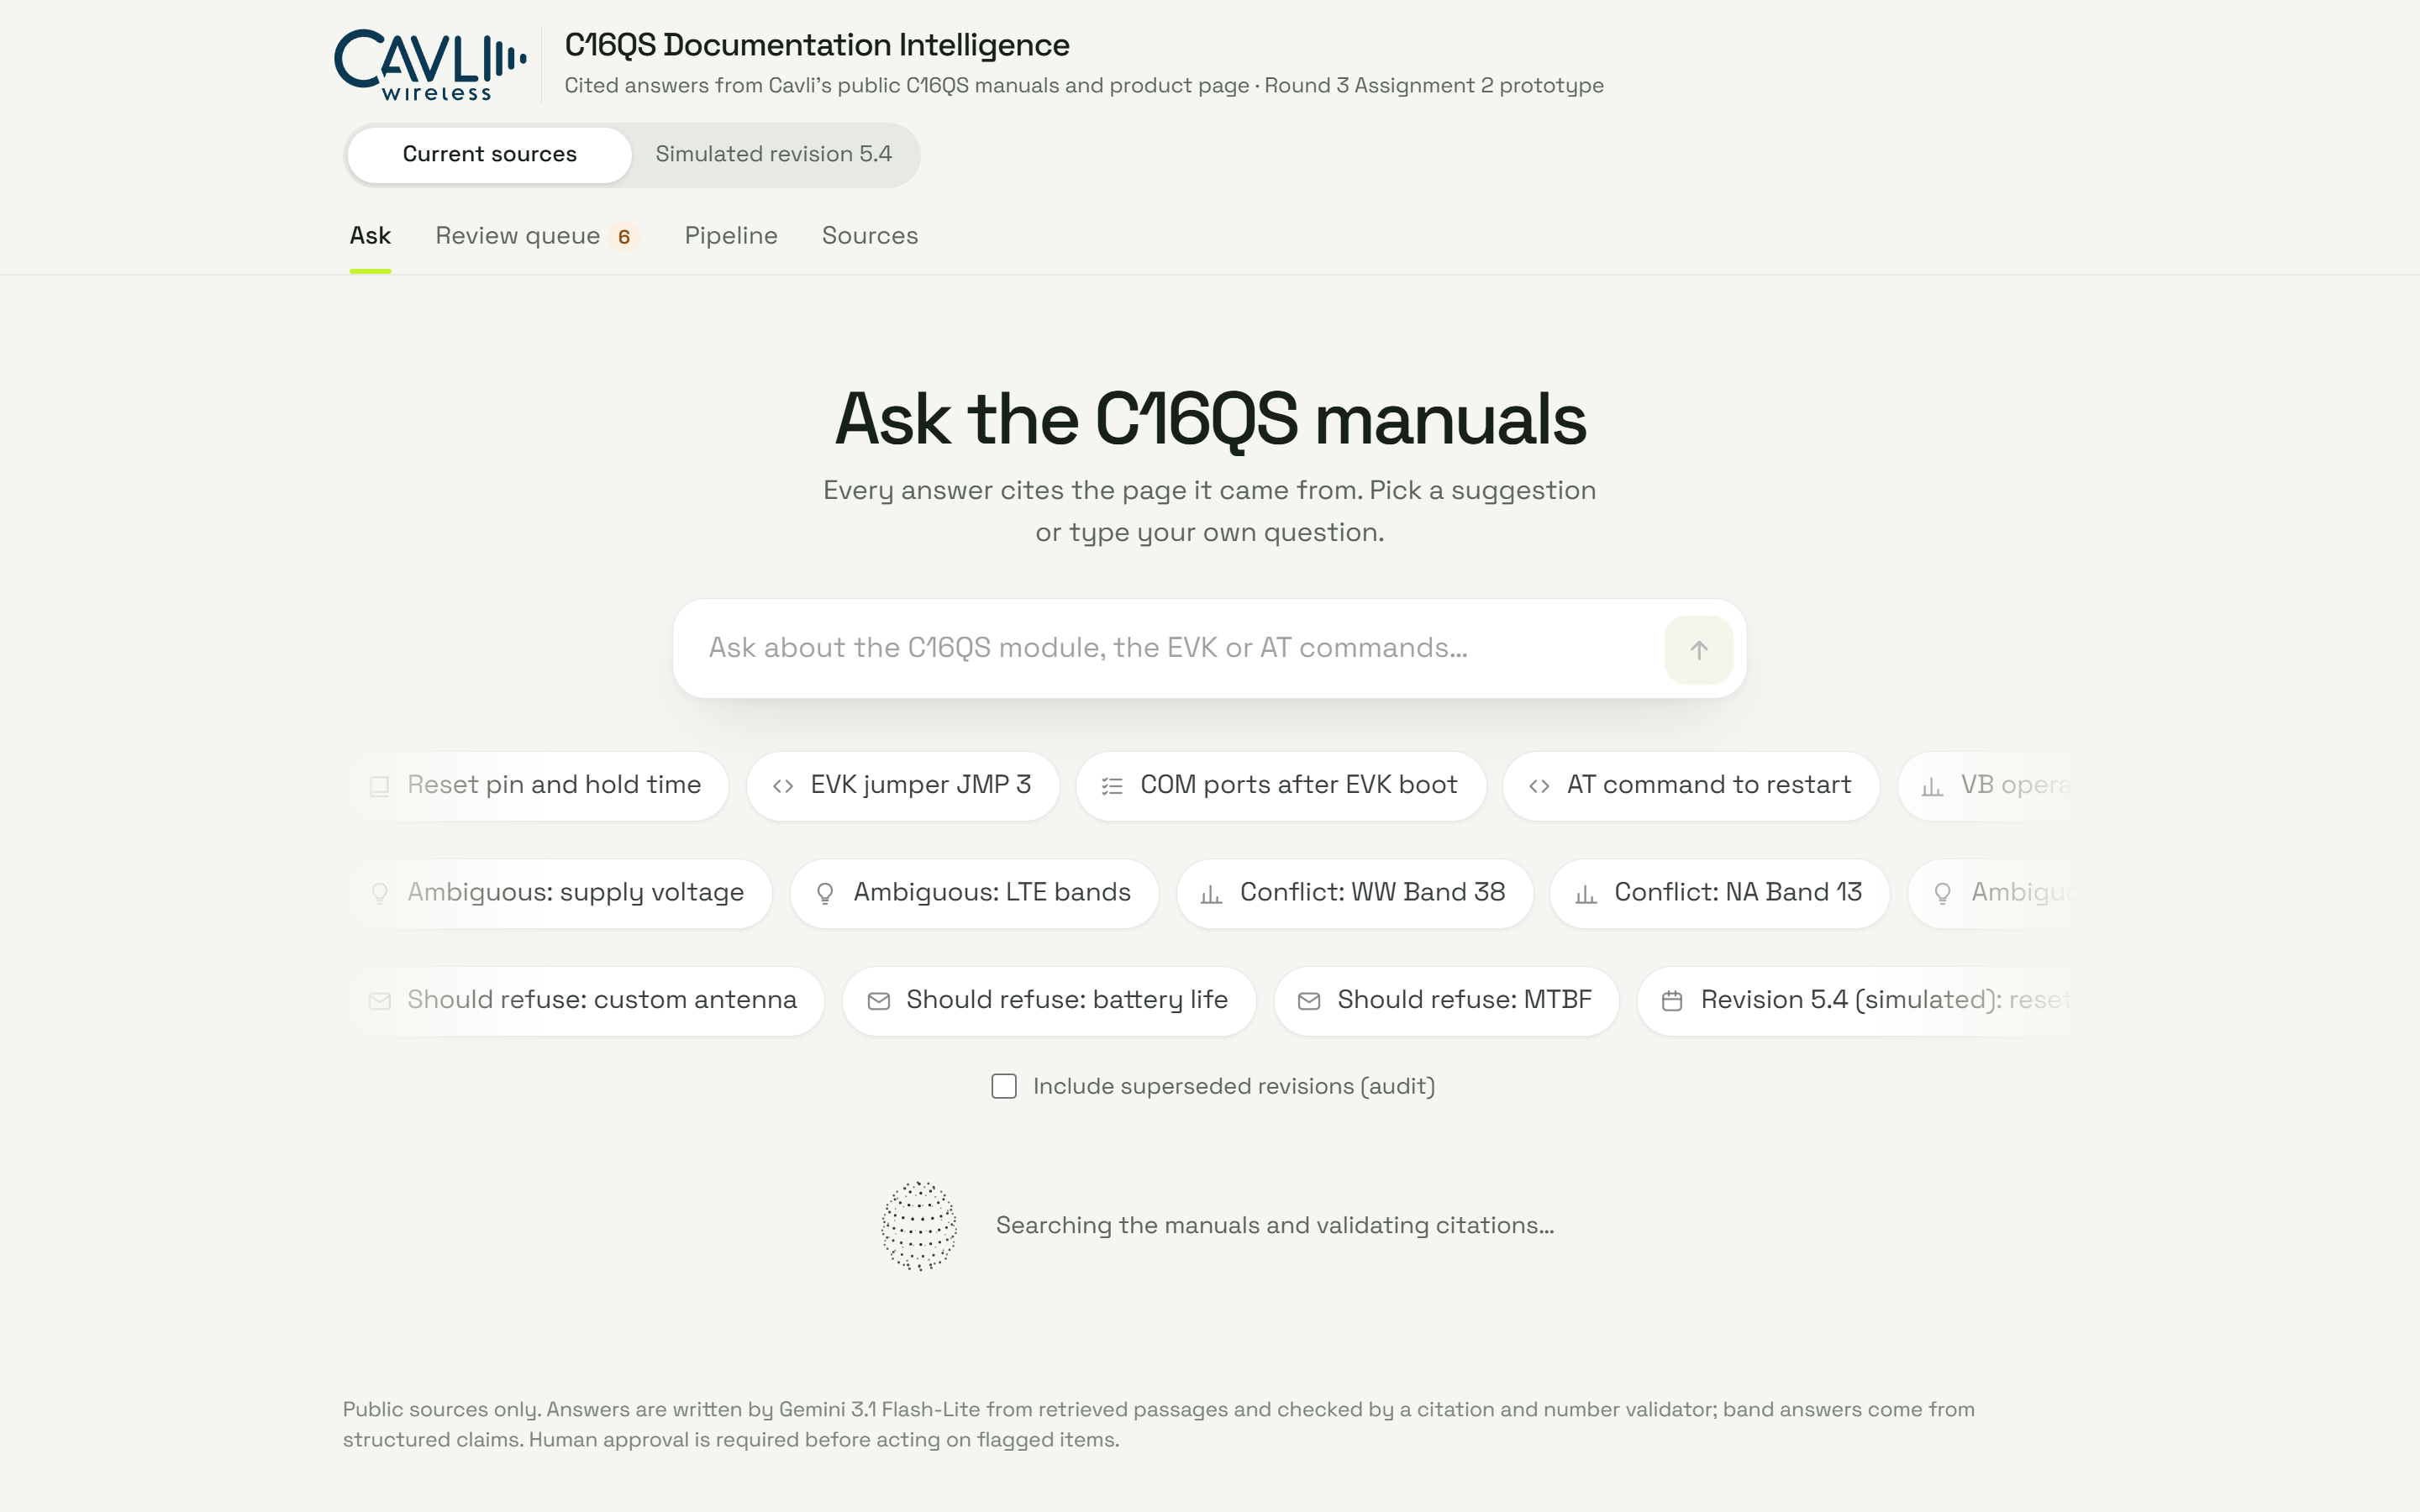 CAVLI
wireless
C16QS Documentation Intelligence
Cited answers from Cavli's public C16QS manuals and product page · Round 3 Assignment 2 prototype
Current sources
Simulated revision 5.4
Ask
Review queue 6
Pipeline
Sources
Ask the C16QS manuals
Every answer cites the page it came from. Pick a suggestion
or type your own question.
Ask about the C16QS module, the EVK or AT commands...
Reset pin and hold time
EVK jumper JMP 3
COM ports after EVK boot
AT command to restart
VB opera
Ambiguous: supply voltage
Ambiguous: LTE bands
Conflict: WW Band 38
Conflict: NA Band 13
Ambigu
Should refuse: custom antenna
Should refuse: battery life
Should refuse: MTBF
Revision 5.4 (simulated): reset
Include superseded revisions (audit)
Searching the manuals and validating citations...
Public sources only. Answers are written by Gemini 3.1 Flash-Lite from retrieved passages and checked by a citation and number validator; band answers come from
structured claims. Human approval is required before acting on flagged items.